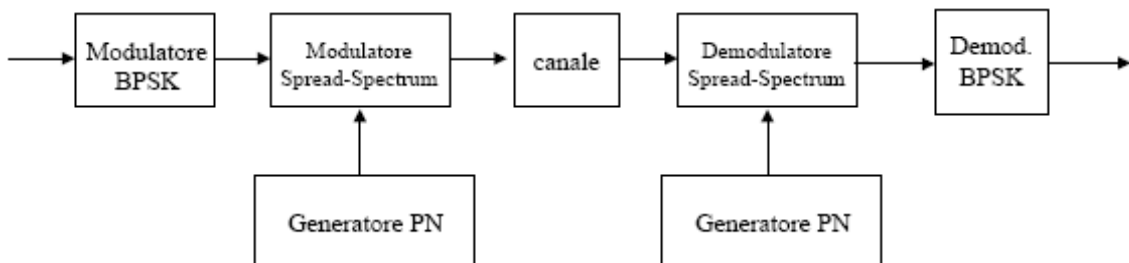 Modulatore
BPSK
Modulatore
Spread-Spectrum
canale
Demodulatore
Spread-Spectrum
Demod.
BPSK
Generatore PN
Generatore PN